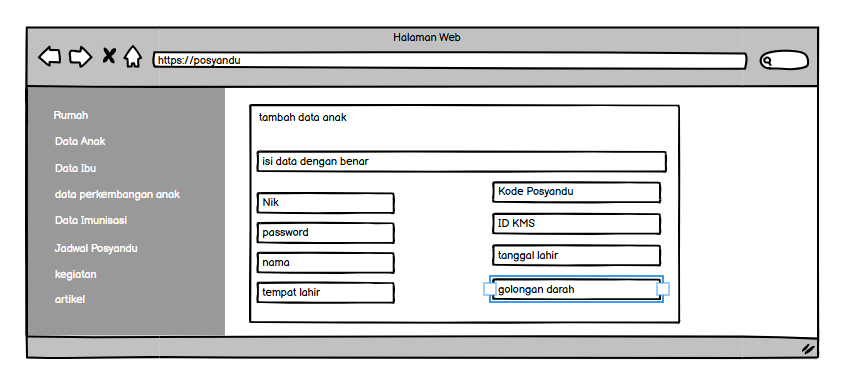 Halaman Web
https://posyandu
Rumah
Data Anak
Data Ibu
data perkembangan anak
Data Imunisasi
Jadwal Posyandu
kegiatan
artikel
tambah data anak
isi data dengan benar
Nik
password
nama
tempat lahir
Kode Posyandu
ID KMS
tanggal lahir
golongan darah